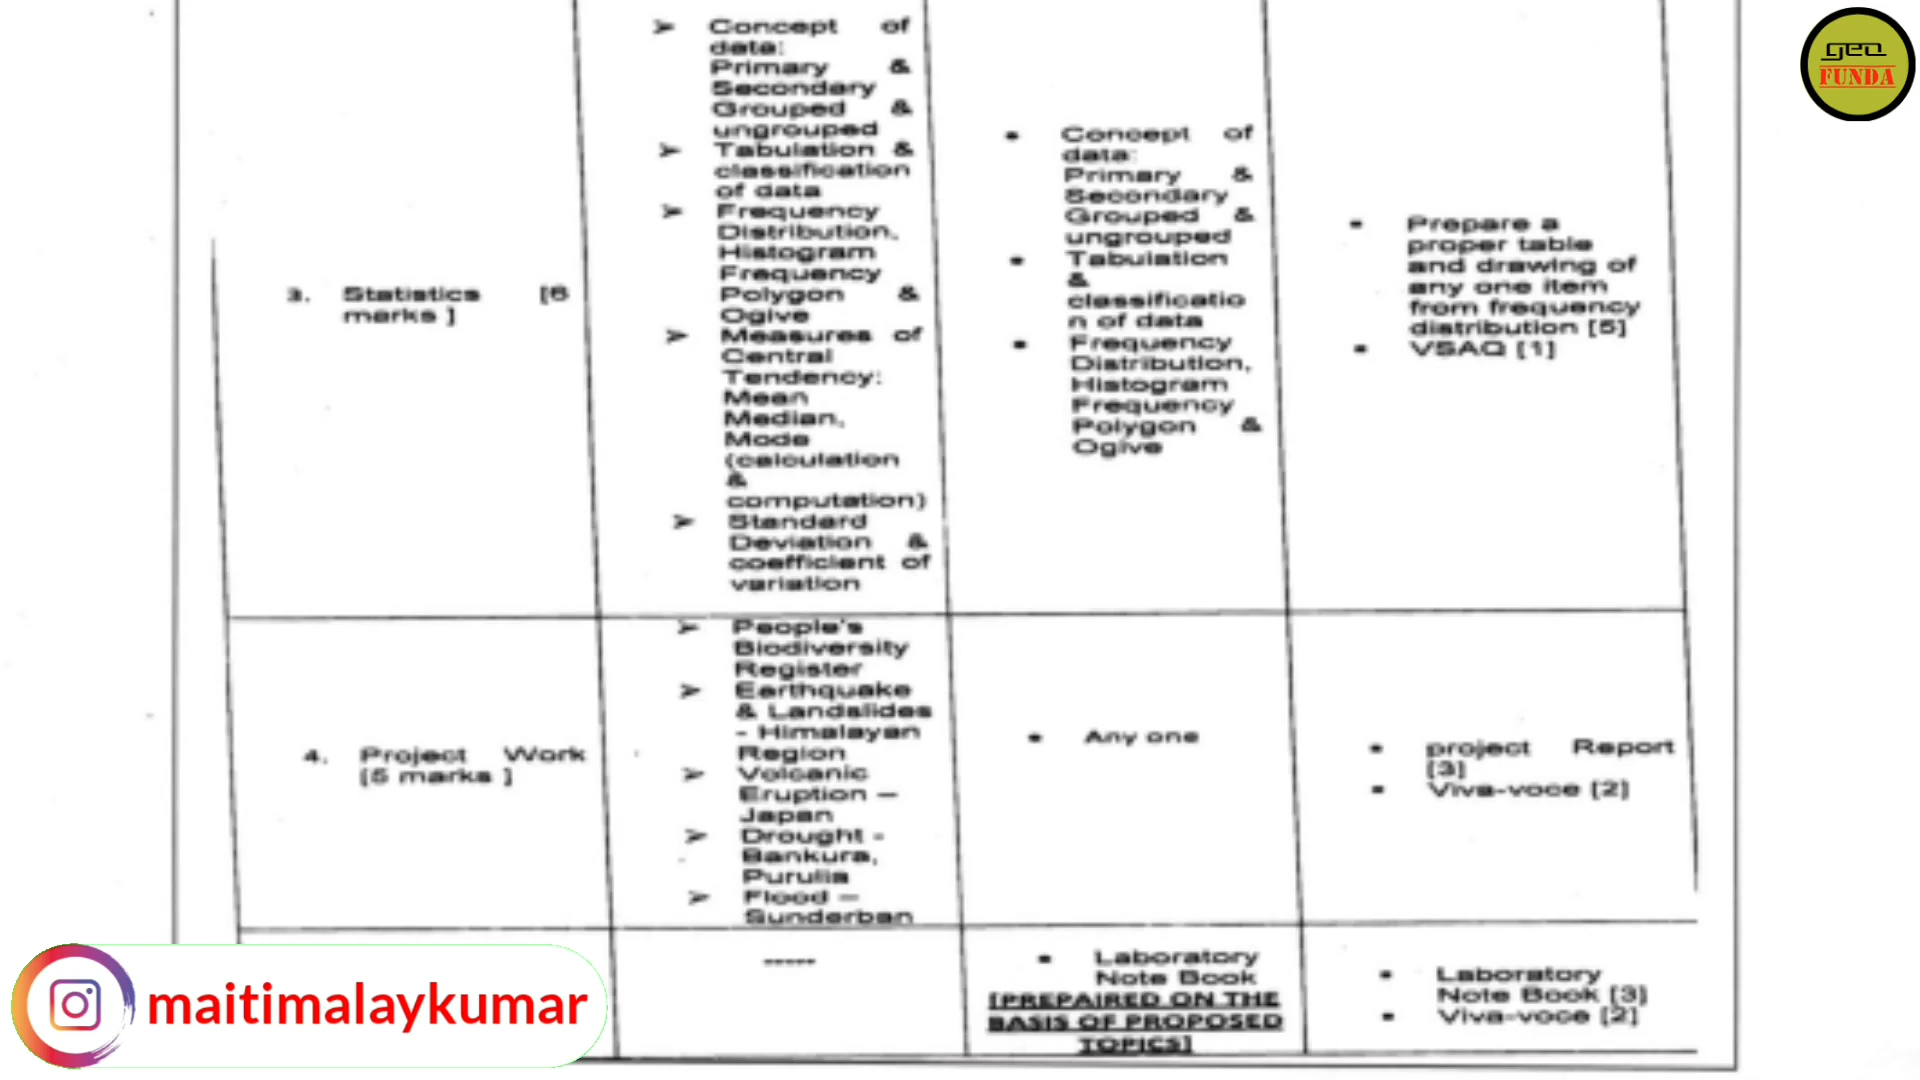 geo
FUNDA
3. Statistics [6
marks ]
➢ Concept of
data:
Primary &
Secondary
Grouped &
ungrouped
➢ Tabulation &
classification
of data
➢ Frequency
Distribution,
Histogram
Frequency
Polygon &
Ogive
➢ Measures of
Central
Tendency:
Mean
Median,
Mode
(calculation
&
computation)
➢ Standard
Deviation &
coefficient of
variation
• Concept of
data:
Primary &
Secondary
Grouped &
ungrouped
• Tabulation
&
classificatio
n of data
• Frequency
Distribution,
Histogram
Frequency
Polygon &
Ogive
• Prepare a
proper table
and drawing of
any one item
from frequency
distribution [5]
• VSAQ [1]
4. Project Work
[5 marks ]
➢ People's
Biodiversity
Register
➢ Earthquake
& Landslides
- Himalayan
Region
➢ Volcanic
Eruption –
Japan
➢ Drought -
Bankura,
Purulia
➢ Flood –
Sunderban
• Any one
• project Report
[3]
• Viva-voce [2]
-----
• Laboratory
Note Book
[PREPAIRED ON THE
BASIS OF PROPOSED
TOPICS]
• Laboratory
Note Book [3]
• Viva-voce [2]
maitimalaykumar